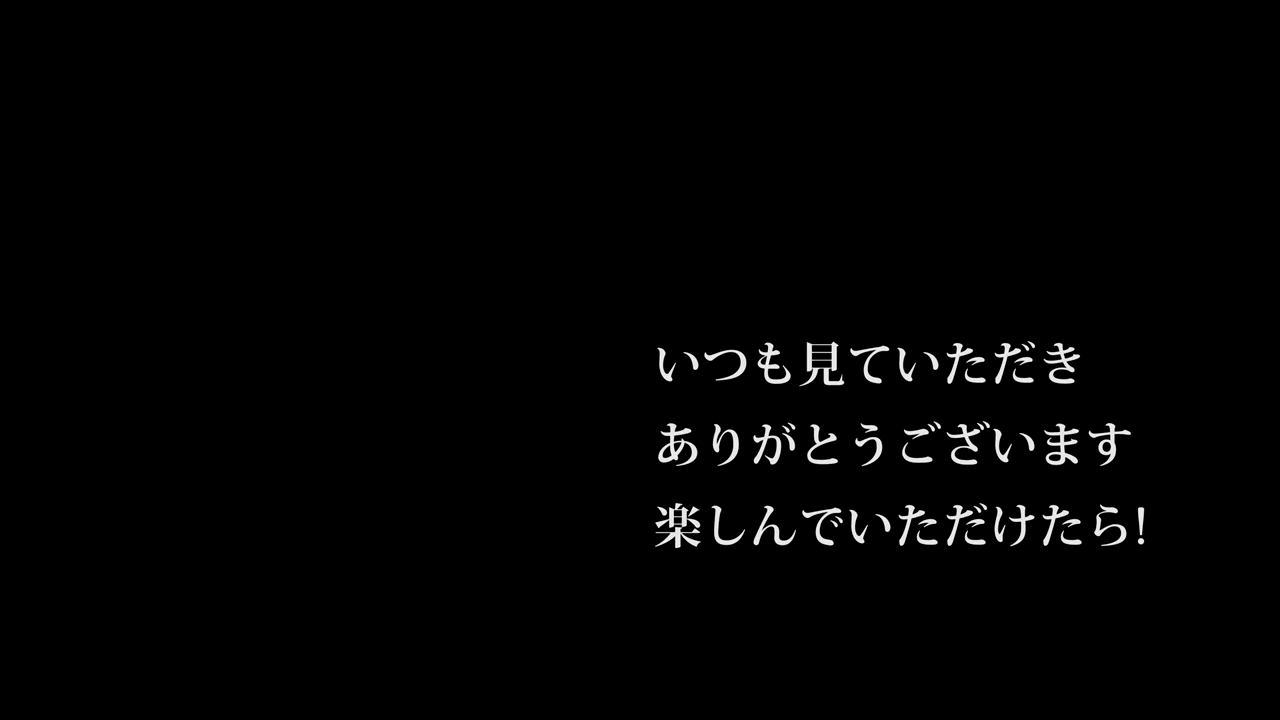 いつも見ていただき
ありがとうございます
楽しんでいただけたら!